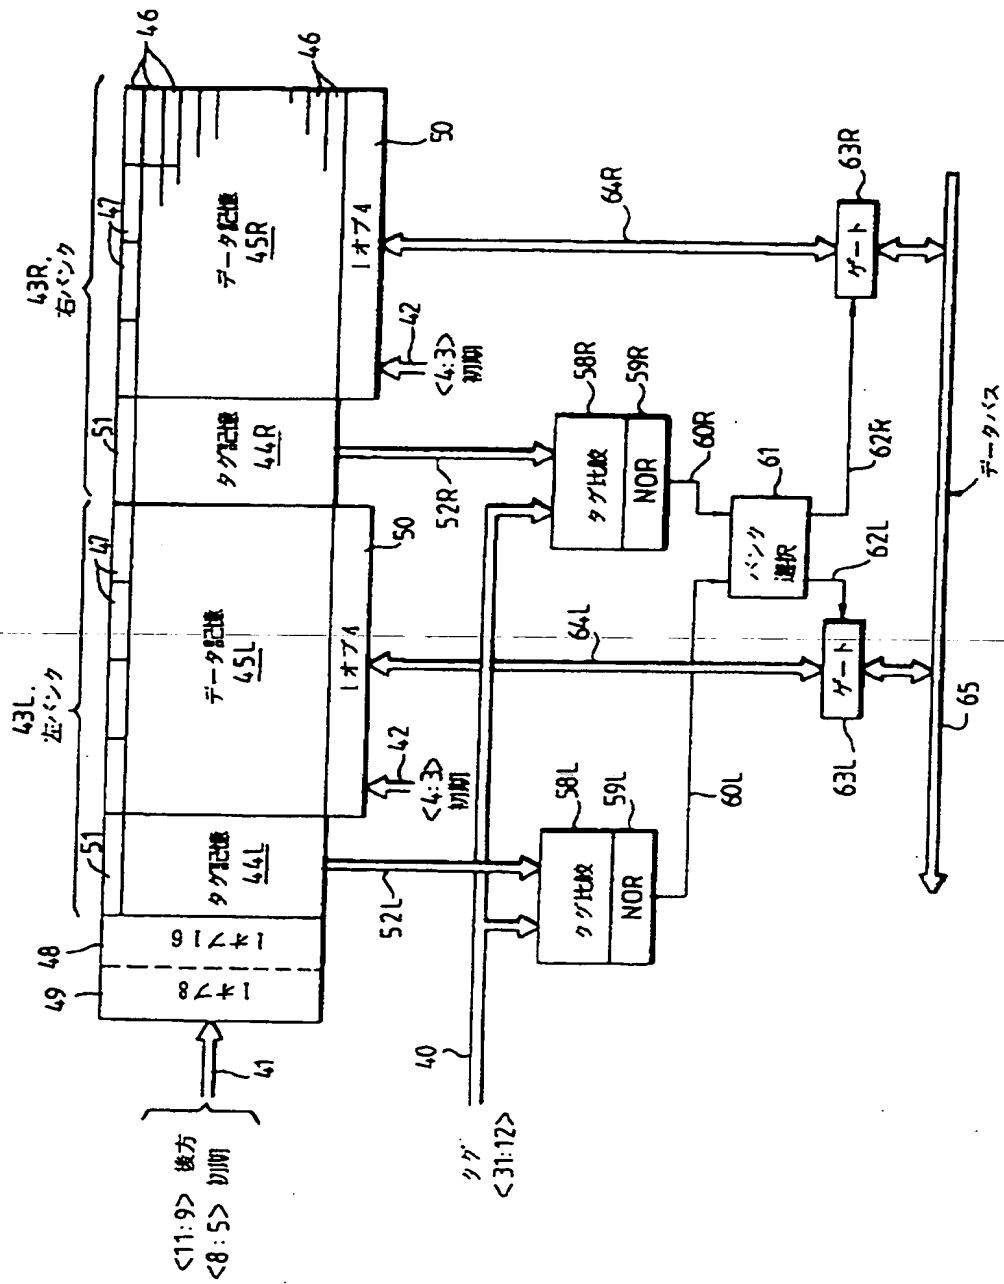 43L.
左バンク
43R.
右バンク
46
46
49
48
51
47
51
47
1オブ8
1オブ16
タグ記憶
44L
データ記憶
45L
タグ記憶
44R
データ記憶
45R
1オブ4
50
1オブ4
50
<11:9> 後方
<8:5> 初期
41
42
<4:3>
初期
42
<4:3>
初期
タグ
<31:12>
40
52L
52R
タグ比較
58L
NOR
59L
タグ比較
58R
NOR
59R
60L
60R
バンク
選択
61
64L
64R
62L
62R
ゲート
63L
ゲート
63R
65
データバス